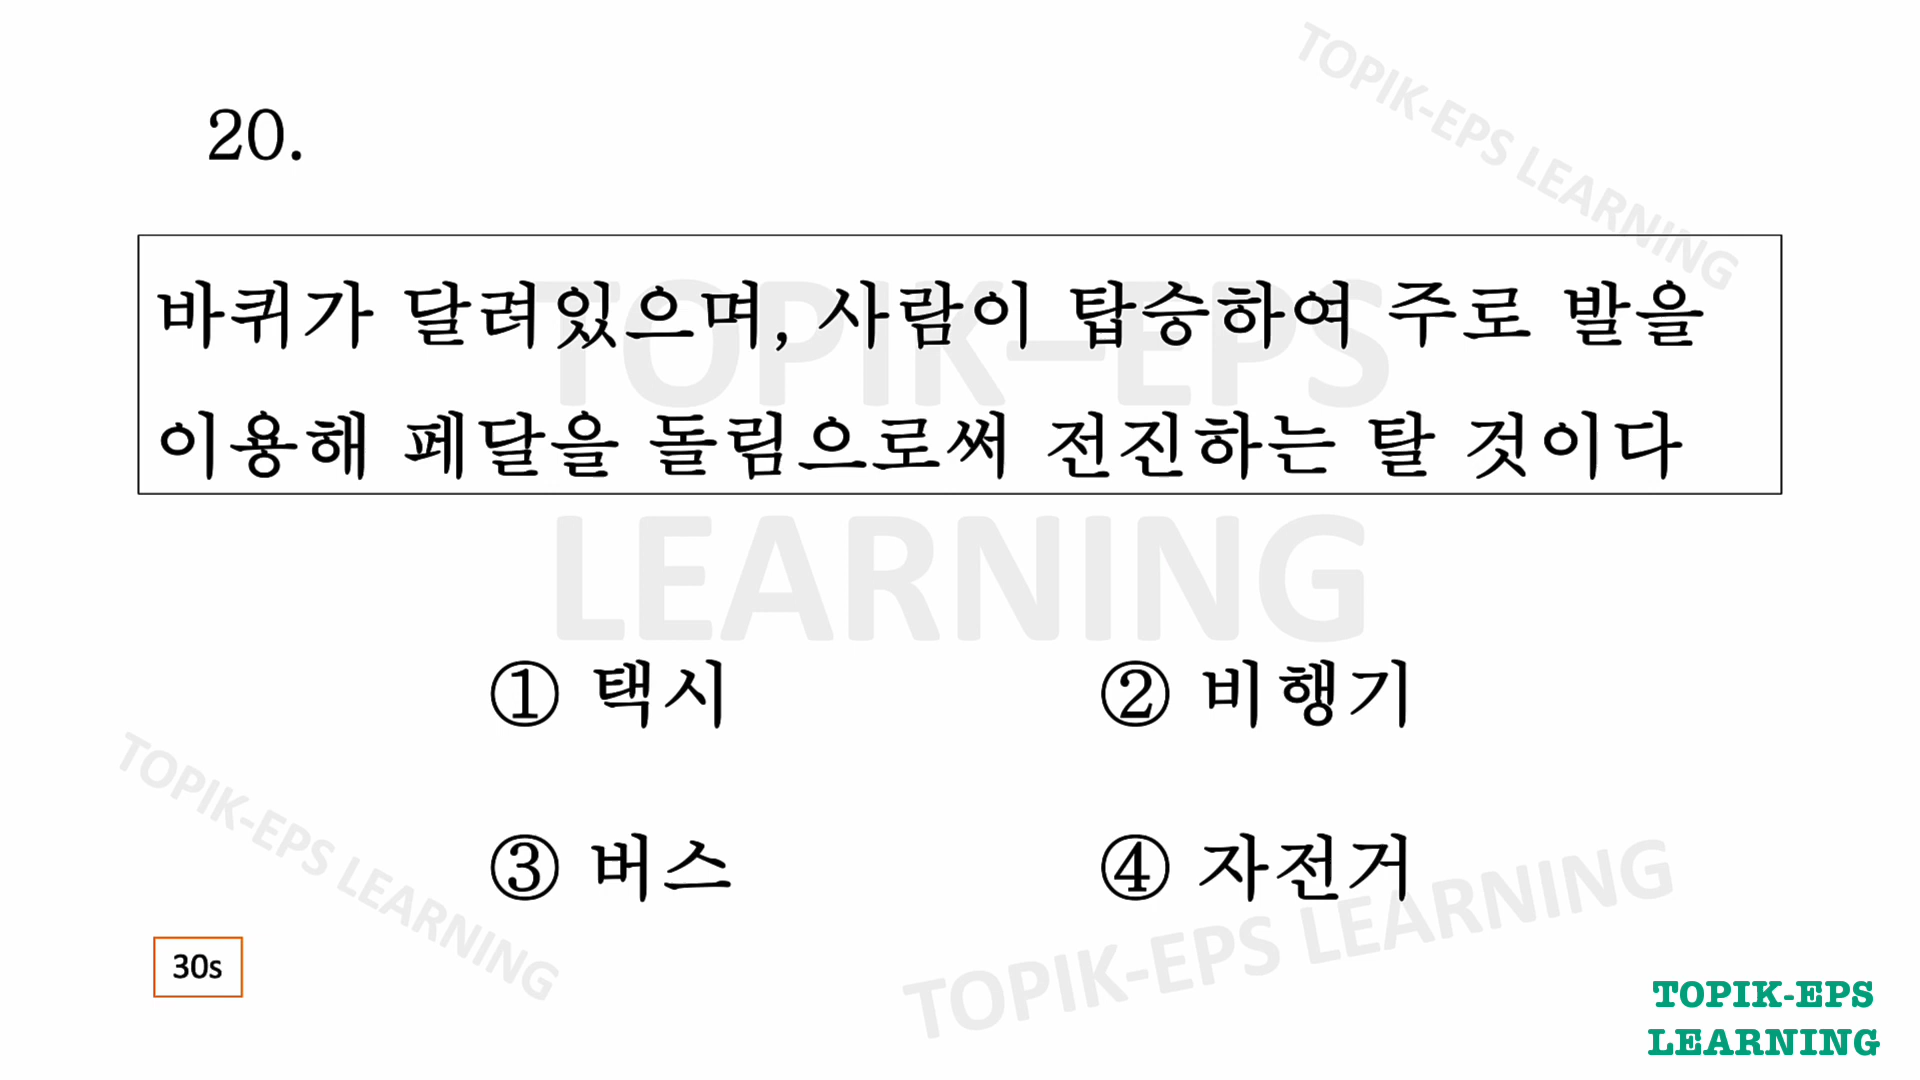 TOPIK-EPS LEARNING
20.
바퀴가 달려있으며, 사람이 탑승하여 주로 발을
이용해 페달을 돌림으로써 전진하는 탈 것이다
TOPIK-EPS
LEARNING
① 택시
② 비행기
③ 버스
④ 자전거
TOPIK-EPS LEARNING
TOPIK-EPS LEARNING
30s
TOPIK-EPS
LEARNING